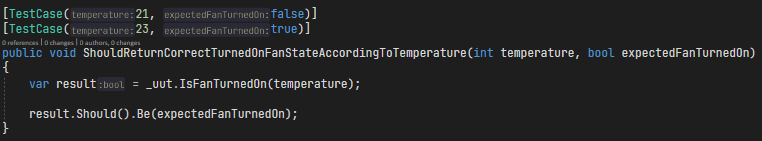 [TestCase(temperature:21, expectedFanTurnedOn:false)]
[TestCase(temperature:23, expectedFanTurnedOn:true)]
0 references | 0 changes | 0 authors, 0 changes
public void ShouldReturnCorrectTurnedOnFanStateAccordingToTemperature(int temperature, bool expectedFanTurnedOn)
{
var result:bool = _uut.IsFanTurnedOn(temperature);
result.Should().Be(expectedFanTurnedOn);
}